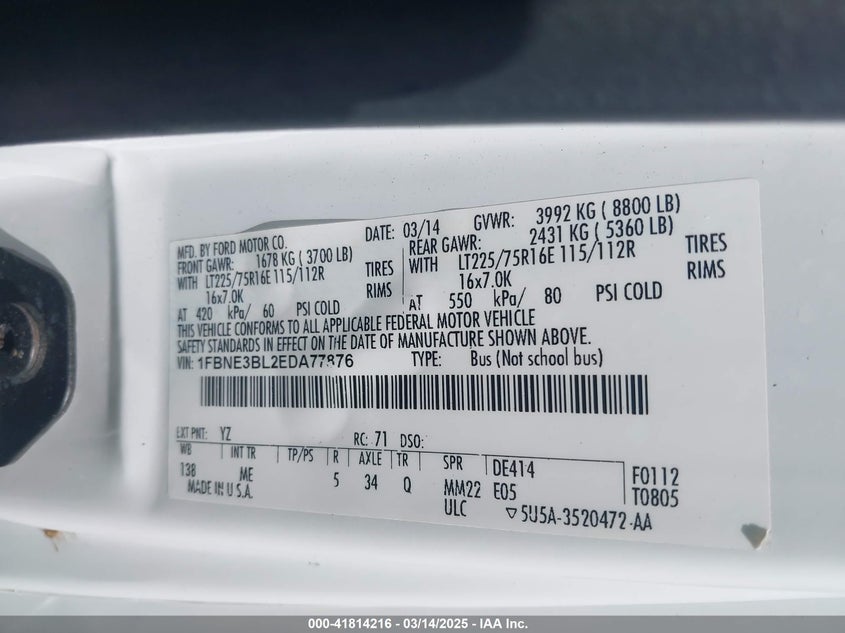 MFD. BY FORD MOTOR CO.
DATE: 03/14 GVWR: 3992 KG ( 8800 LB)
FRONT GAWR: 1678 KG ( 3700 LB)
REAR GAWR: 2431 KG ( 5360 LB)
WITH LT225/75R16E 115/112R TIRES
WITH LT225/75R16E 115/112R TIRES
16x7.0K RIMS
16x7.0K RIMS
AT 420 kPa/ 60 PSI COLD
AT 550 kPa/ 80 PSI COLD
THIS VEHICLE CONFORMS TO ALL APPLICABLE FEDERAL MOTOR VEHICLE
SAFETY STANDARDS IN EFFECT ON THE DATE OF MANUFACTURE SHOWN ABOVE.
VIN: 1FBNE3BL2EDA77876 TYPE: Bus (Not school bus)
EXT PNT: YZ RC: 71 DSO:
WB INT TR TP/PS R AXLE TR SPR DE414 F0112
138 ME 5 34 Q MM22 E05 T0805
MADE IN U.S.A. ULC ▽5U5A-3520472-AA
000-41814216 - 03/14/2025 - IAA, Inc.